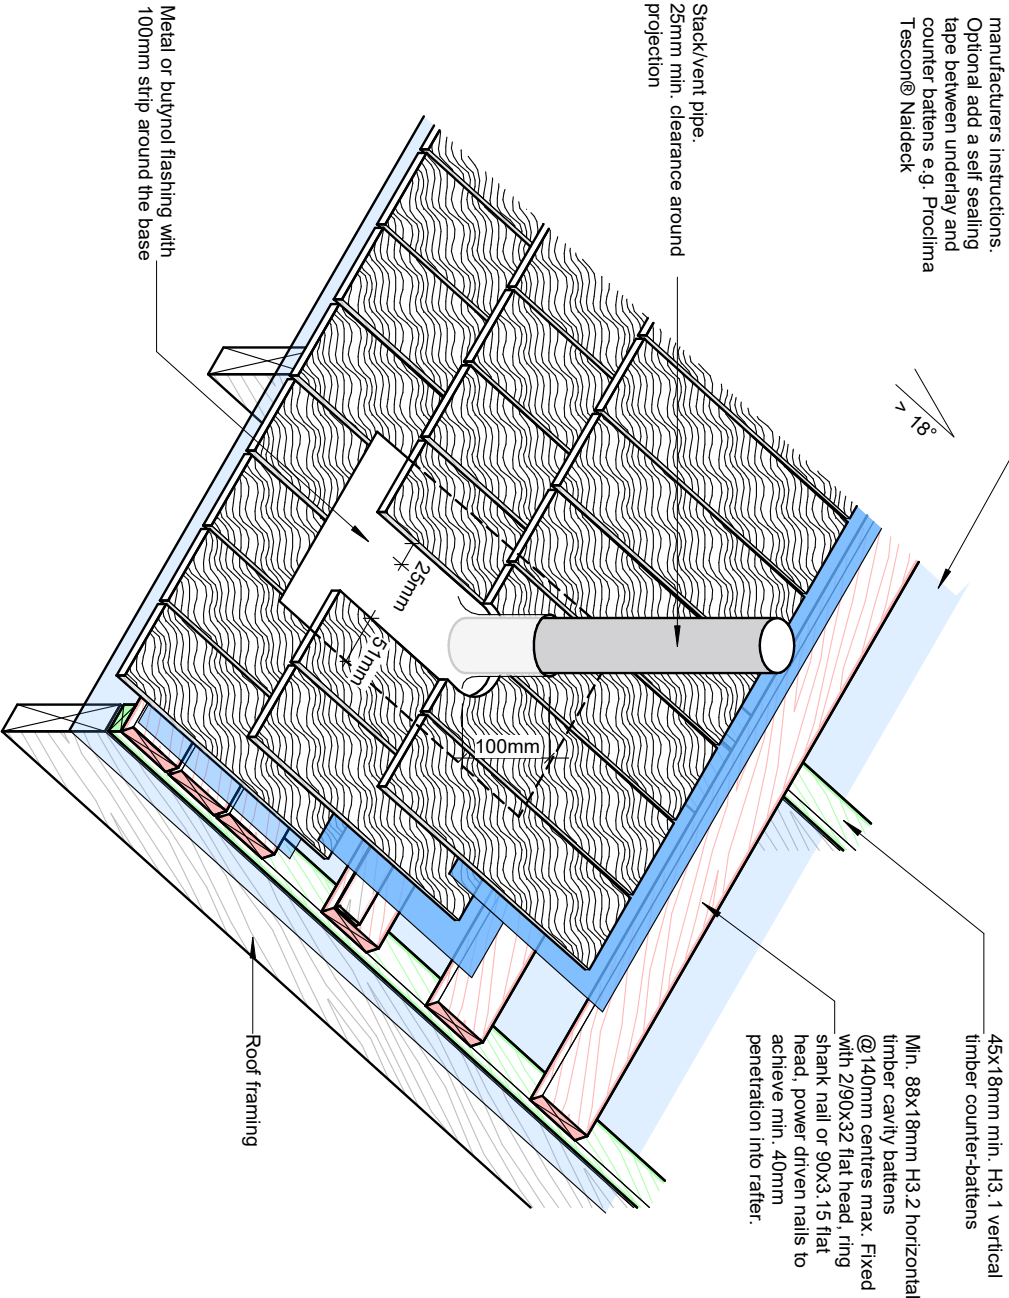 manufacturers instructions.
Optional add a self sealing
tape between underlay and
counter battens e.g. Proclima
Tescon® Naideck
> 18°
45x18mm min. H3.1 vertical
timber counter-battens
Min. 88x18mm H3.2 horizontal
timber cavity battens
@140mm centres max. Fixed
with 2/90x32 flat head, ring
shank nail or 90x3.15 flat
head, power driven nails to
achieve min. 40mm
penetration into rafter.
Stack/vent pipe.
25mm min. clearance around
projection
25mm
51mm
100mm
Roof framing
Metal or butynol flashing with
100mm strip around the base